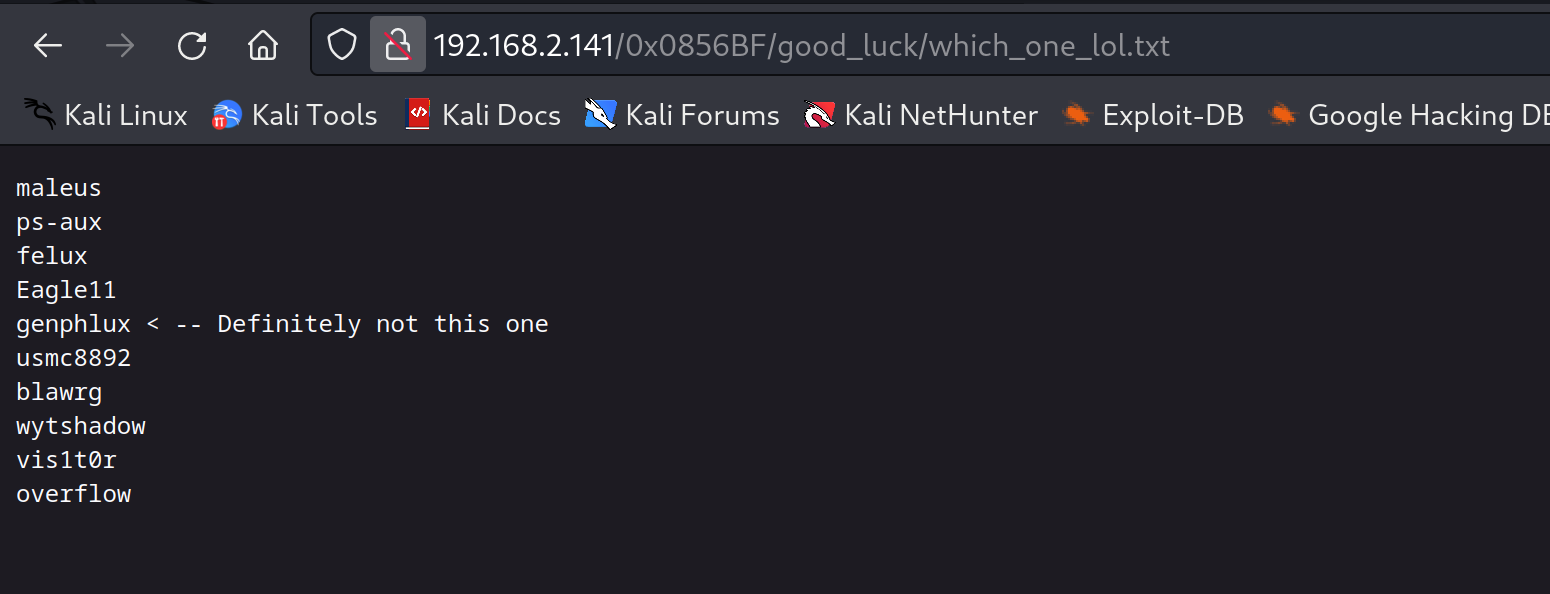 192.168.2.141/0x0856BF/good_luck/which_one_lol.txt
Kali Linux Kali Tools Kali Docs Kali Forums Kali NetHunter Exploit-DB Google Hacking DB
maleus
ps-aux
felux
Eagle11
genphlux < -- Definitely not this one
usmc8892
blawrg
wytshadow
vis1t0r
overflow